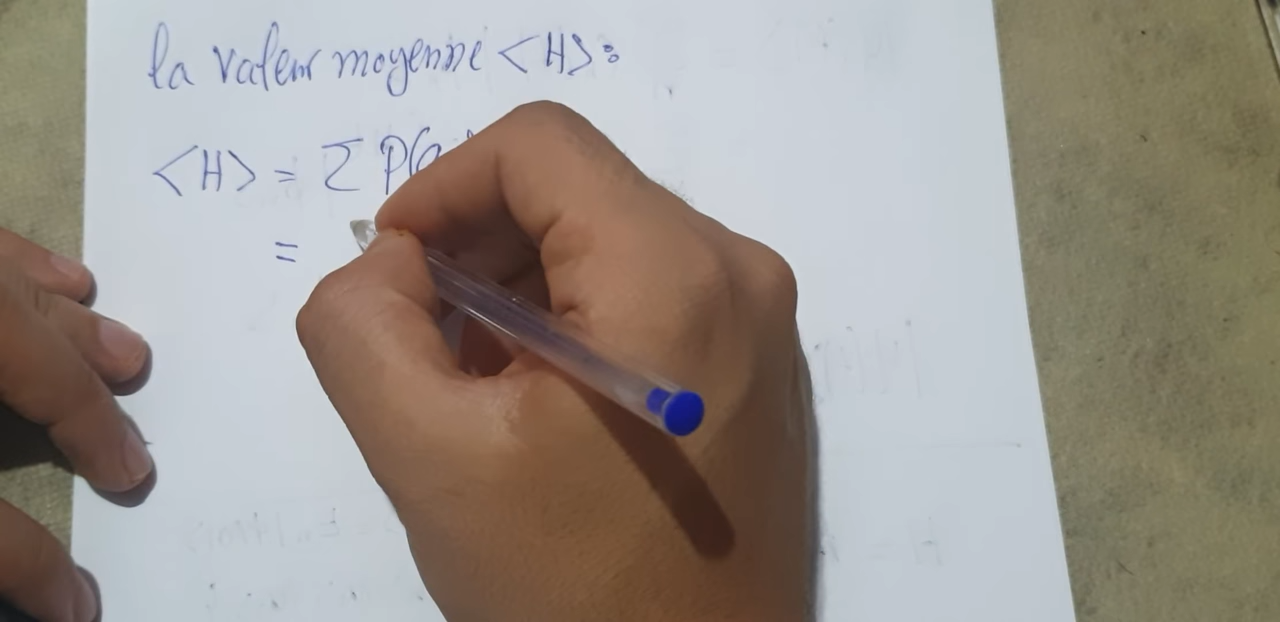 la valeur moyenne <H>:
<H> = Σ P(a
=